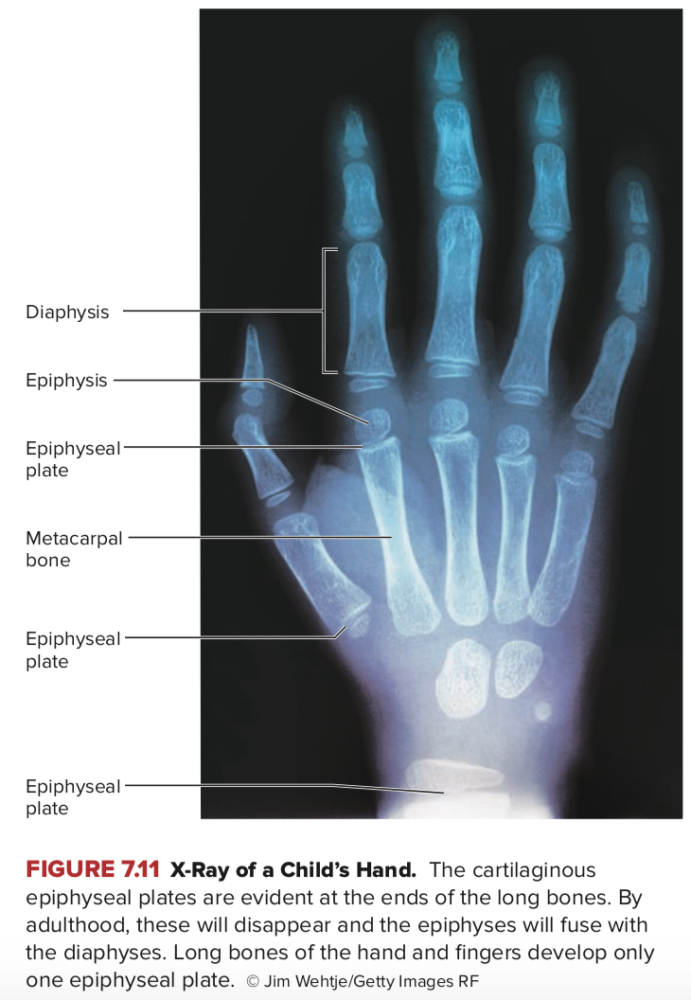 Diaphysis
Epiphysis
Epiphyseal
plate
Metacarpal
bone
Epiphyseal
plate
Epiphyseal
plate
FIGURE 7.11 X-Ray of a Child’s Hand. The cartilaginous
epiphyseal plates are evident at the ends of the long bones. By
adulthood, these will disappear and the epiphyses will fuse with
the diaphyses. Long bones of the hand and fingers develop only
one epiphyseal plate. © Jim Wehtje/Getty Images RF